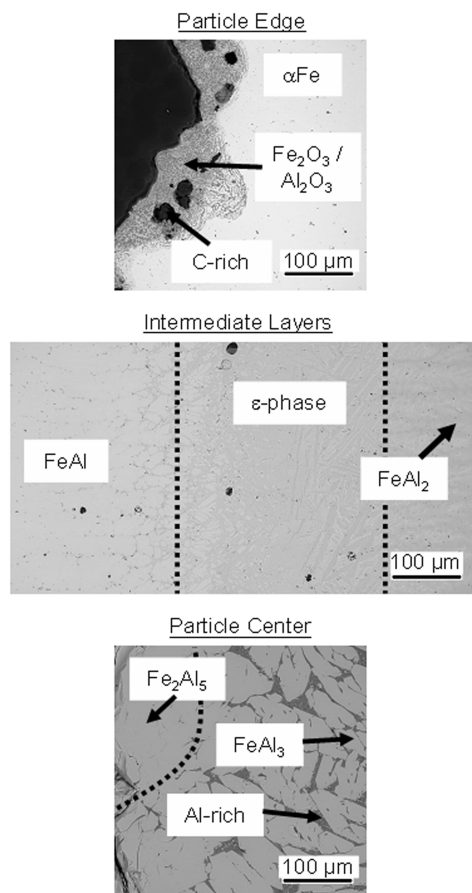 Particle Edge
αFe
Fe₂O₃ /
Al₂O₃
C-rich
100 µm
Intermediate Layers
ε-phase
FeAl
FeAl₂
100 µm
Particle Center
Fe₂Al₅
FeAl₃
Al-rich
100 µm